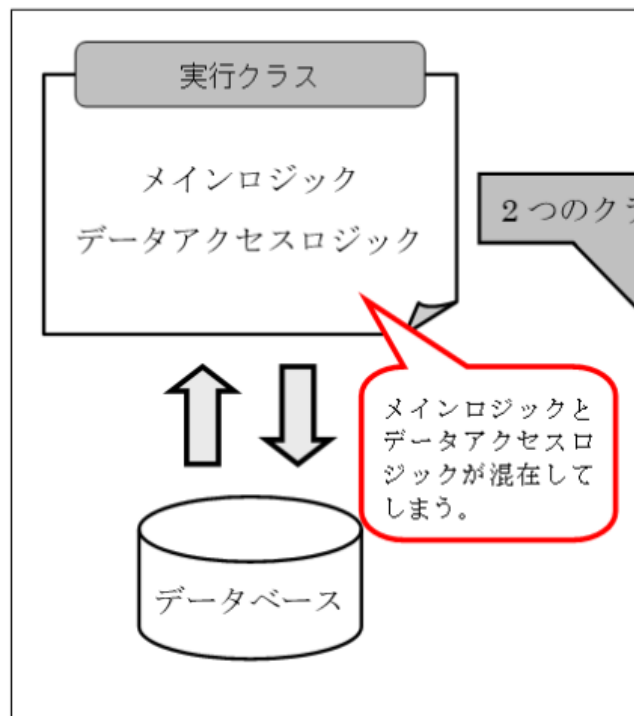 実行クラス
メインロジック
データアクセスロジック
2つのクラ
メインロジックと
データアクセスロ
ジックが混在して
しまう。
データベース